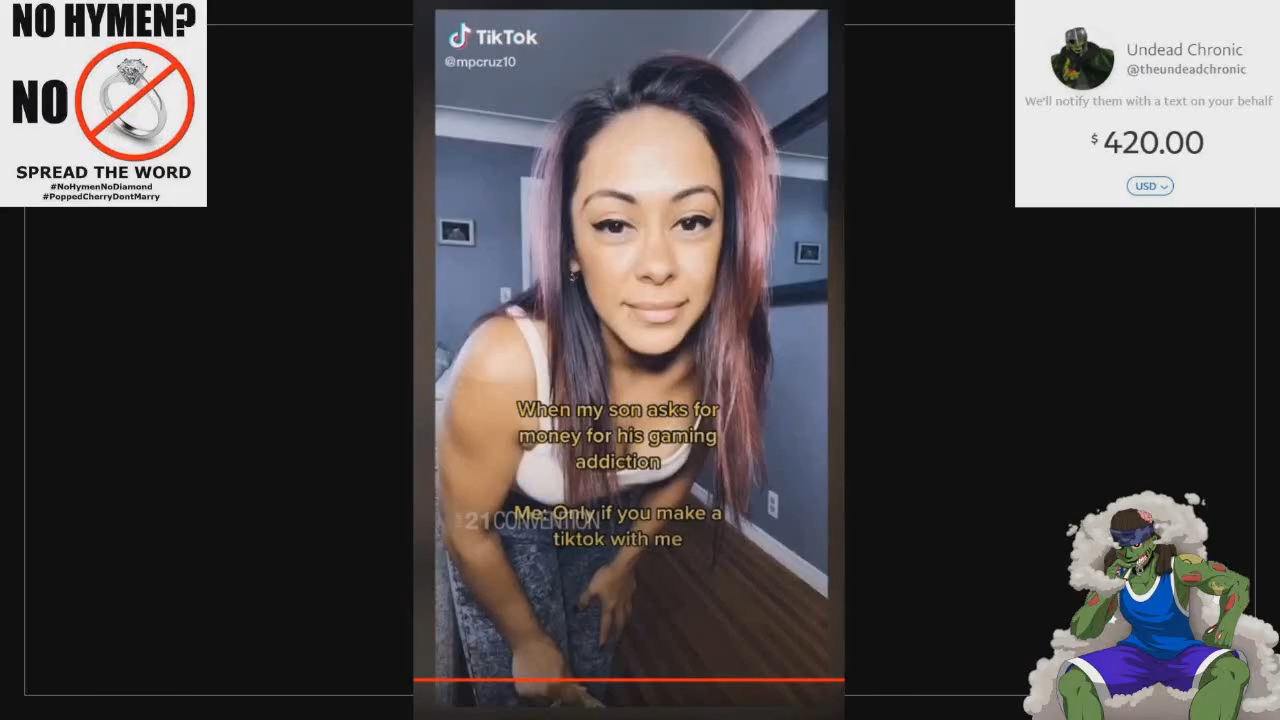 NO HYMEN?
NO
SPREAD THE WORD
#NoHymenNoDiamond
#PoppedCherryDontMarry
TikTok
@mpcruz10
When my son asks for
money for his gaming
addiction
Me: Only if you make a
tiktok with me
21 CONVENTION
Undead Chronic
@theundeadchronic
We'll notify them with a text on your behalf
$ 420.00
USD